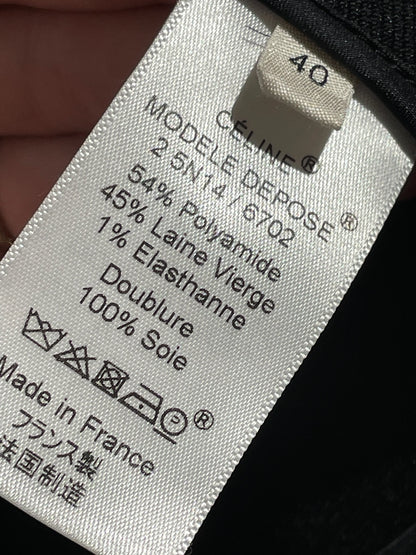 40
CÉLINE®
MODELE DEPOSE®
2 5N14 / 6702
54% Polyamide
45% Laine Vierge
1% Elasthanne
Doublure
100% Soie
P®
Made in France
フランス製
法国制造